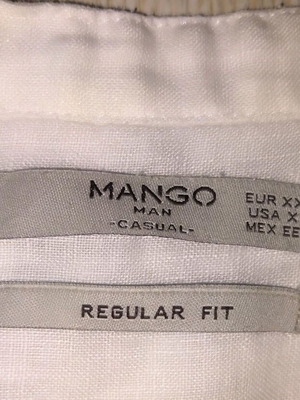 MANGO
MAN
-CASUAL-
EUR XX
USA X
MEX EE
REGULAR FIT